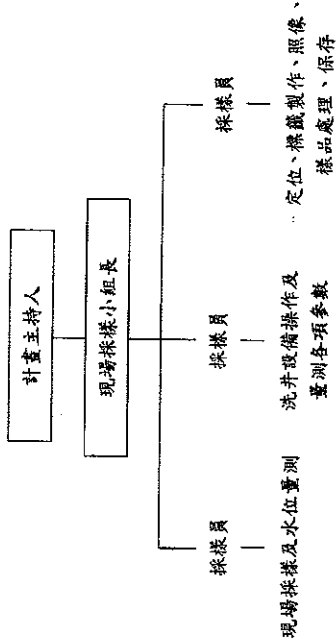 計畫主持人
現場採樣小組長
採樣員
採樣員
採樣員
現場採樣及水位量測
洗井設備操作及
量測各項參數
定位、標籤製作、照像、
樣品處理、保存